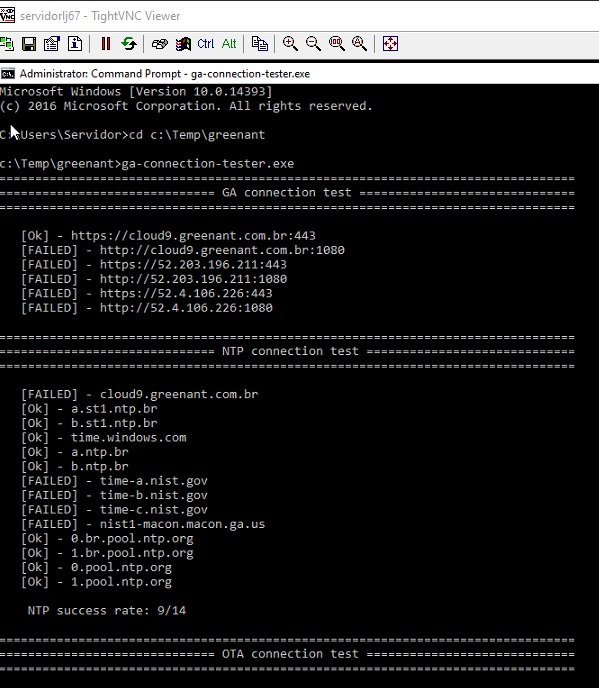 servidorlj67 - TightVNC Viewer
Ctrl Alt
Administrator: Command Prompt - ga-connection-tester.exe
Microsoft Windows [Version 10.0.14393]
(c) 2016 Microsoft Corporation. All rights reserved.
C:\Users\Servidor>cd c:\Temp\greenant
c:\Temp\greenant>ga-connection-tester.exe
===============================================================================
============================== GA connection test ==============================
===============================================================================
[Ok] - https://cloud9.greenant.com.br:443
[FAILED] - http://cloud9.greenant.com.br:1080
[FAILED] - https://52.203.196.211:443
[FAILED] - http://52.203.196.211:1080
[FAILED] - https://52.4.106.226:443
[FAILED] - http://52.4.106.226:1080
===============================================================================
============================== NTP connection test =============================
===============================================================================
[FAILED] - cloud9.greenant.com.br
[Ok] - a.st1.ntp.br
[Ok] - b.st1.ntp.br
[Ok] - time.windows.com
[Ok] - a.ntp.br
[Ok] - b.ntp.br
[FAILED] - time-a.nist.gov
[FAILED] - time-b.nist.gov
[FAILED] - time-c.nist.gov
[FAILED] - nist1-macon.macon.ga.us
[Ok] - 0.br.pool.ntp.org
[Ok] - 1.br.pool.ntp.org
[Ok] - 0.pool.ntp.org
[Ok] - 1.pool.ntp.org
NTP success rate: 9/14
===============================================================================
============================== OTA connection test =============================
===============================================================================